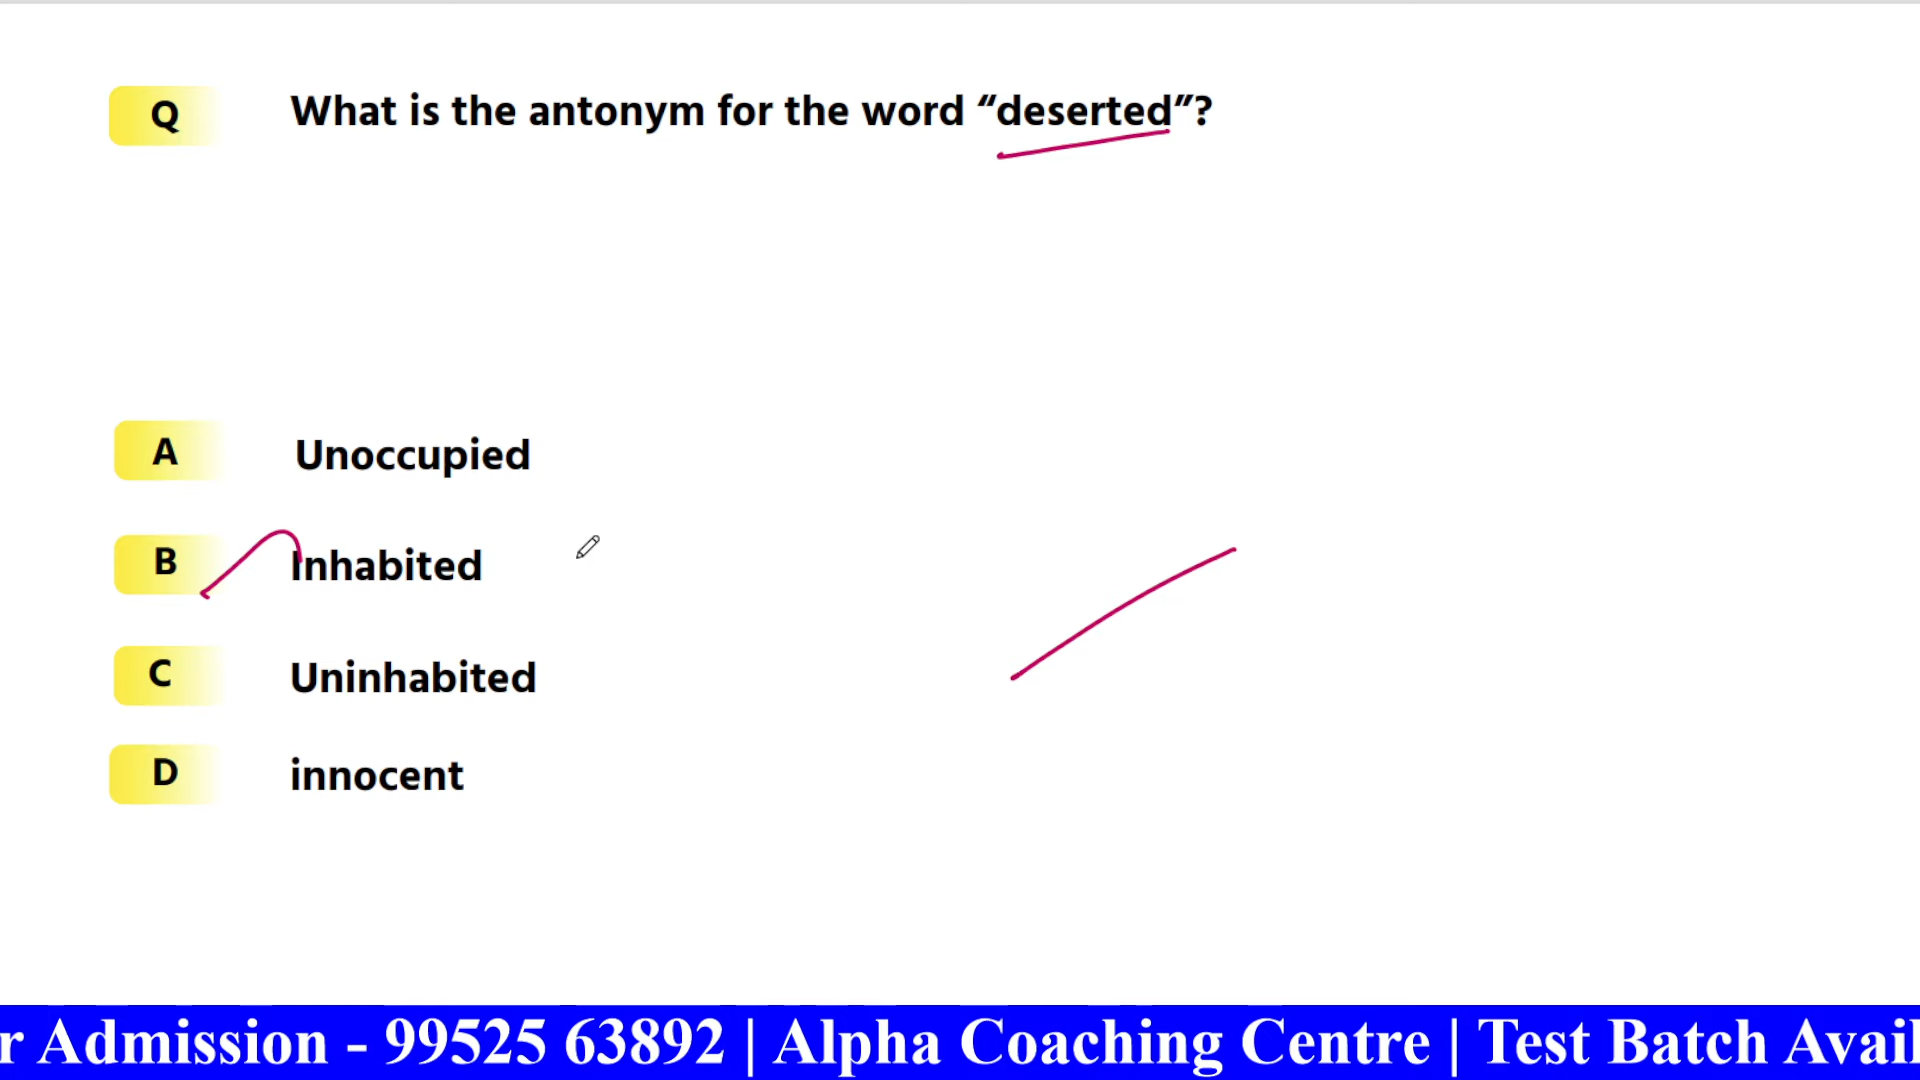 Q What is the antonym for the word “deserted”?
A Unoccupied
B Inhabited
C Uninhabited
D innocent
r Admission - 99525 63892 | Alpha Coaching Centre | Test Batch Avail